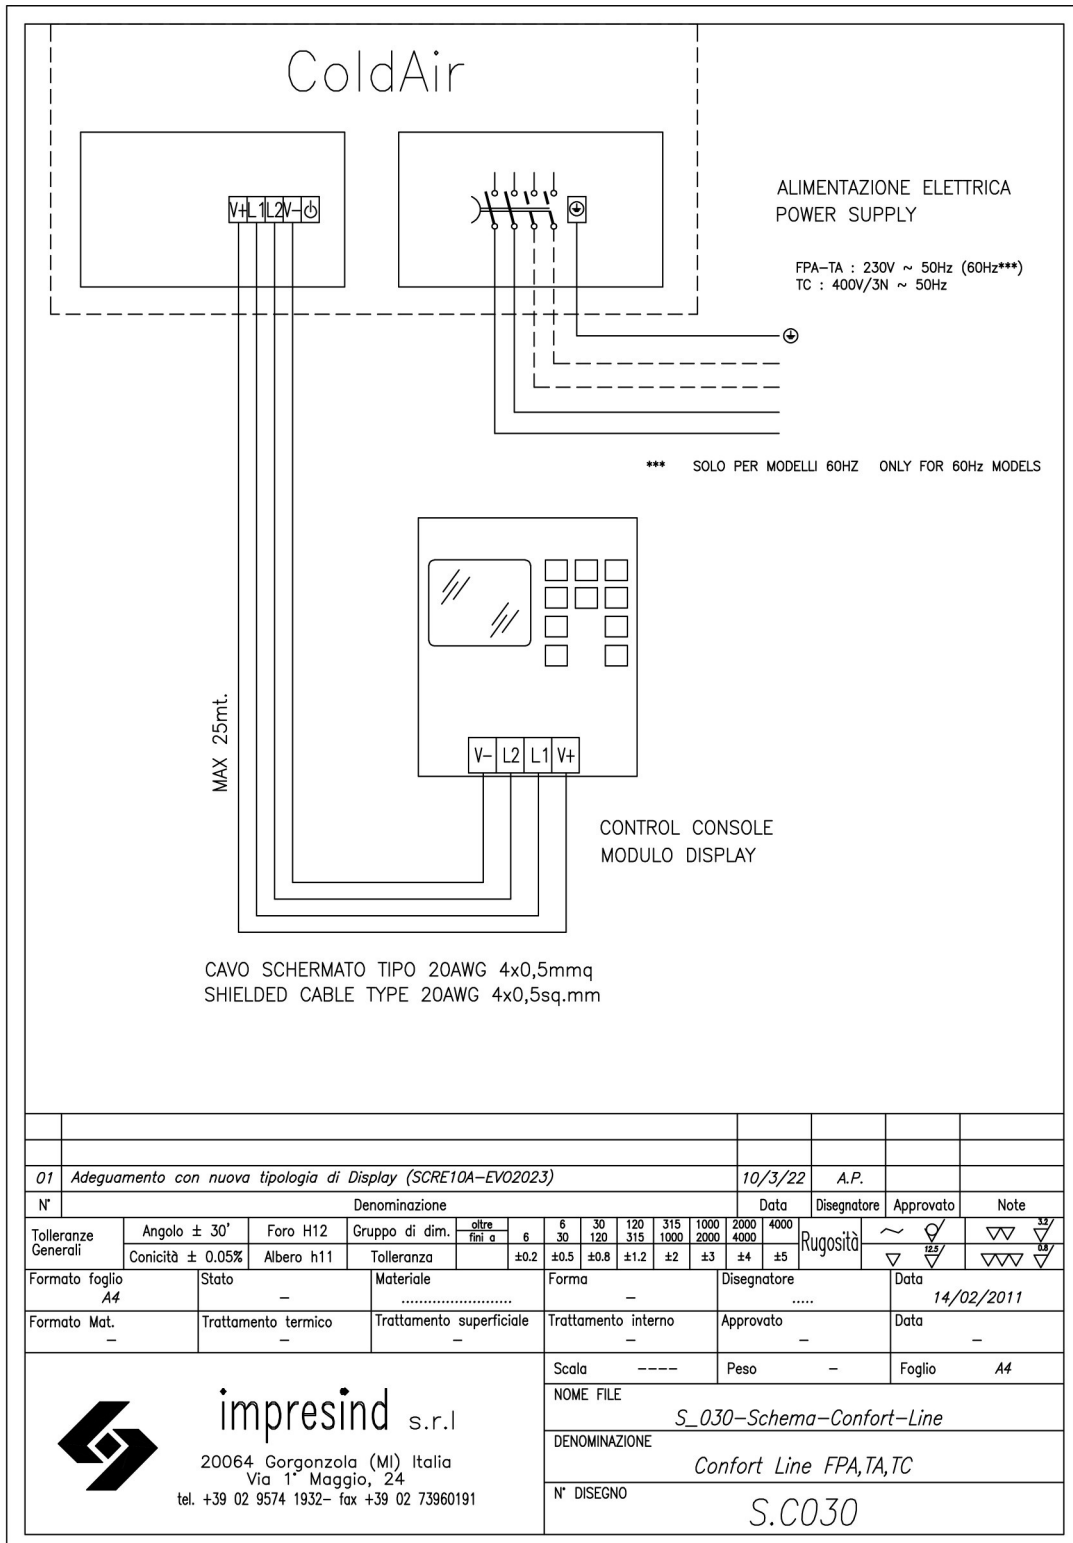 ColdAir
V+ L1 L2 V-
ALIMENTAZIONE ELETTRICA
POWER SUPPLY
FPA-TA : 230V ~ 50Hz (60Hz***)
TC : 400V/3N ~ 50Hz
*** SOLO PER MODELLI 60HZ ONLY FOR 60Hz MODELS
MAX 25mt.
V- L2 L1 V+
CONTROL CONSOLE
MODULO DISPLAY
CAVO SCHERMATO TIPO 20AWG 4x0,5mmq
SHIELDED CABLE TYPE 20AWG 4x0,5sq.mm
01 Adeguamento con nuova tipologia di Display (SCRE10A-EVO2023) 10/3/22 A.P.
N° Denominazione Data Disegnatore Approvato Note
Tolleranze Generali
Angolo ± 30' Foro H12 Gruppo di dim. oltre 6 30 120 315 1000 2000 4000
fini a 6 30 120 315 1000 2000 4000
Conicità ± 0.05% Albero h11 Tolleranza ±0.2 ±0.5 ±0.8 ±1.2 ±2 ±3 ±4 ±5
Rugosità ~ 3.2
12.5 0.8
Formato foglio Stato Materiale Forma Disegnatore Data
A4 – ........................ – ..... 14/02/2011
Formato Mat. Trattamento termico Trattamento superficiale Trattamento interno Approvato Data
– – – – – –
Scala ---- Peso – Foglio A4
impresind s.r.l
20064 Gorgonzola (MI) Italia
Via 1° Maggio, 24
tel. +39 02 9574 1932– fax +39 02 73960191
NOME FILE
S_030-Schema-Confort-Line
DENOMINAZIONE
Confort Line FPA,TA,TC
N° DISEGNO
S.C030